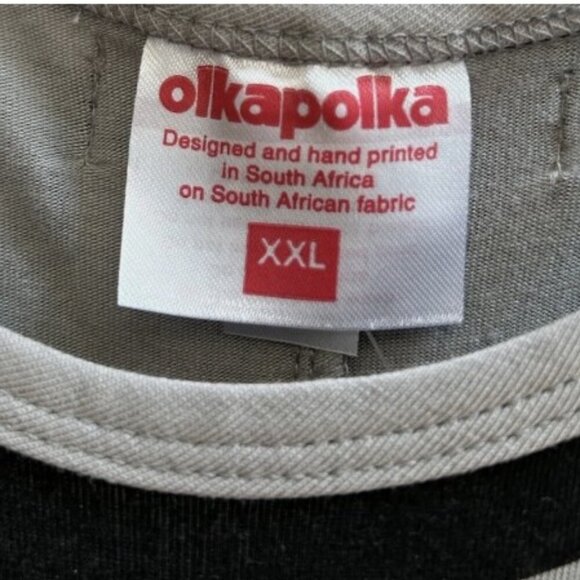 olkapolka
Designed and hand printed
in South Africa
on South African fabric
XXL